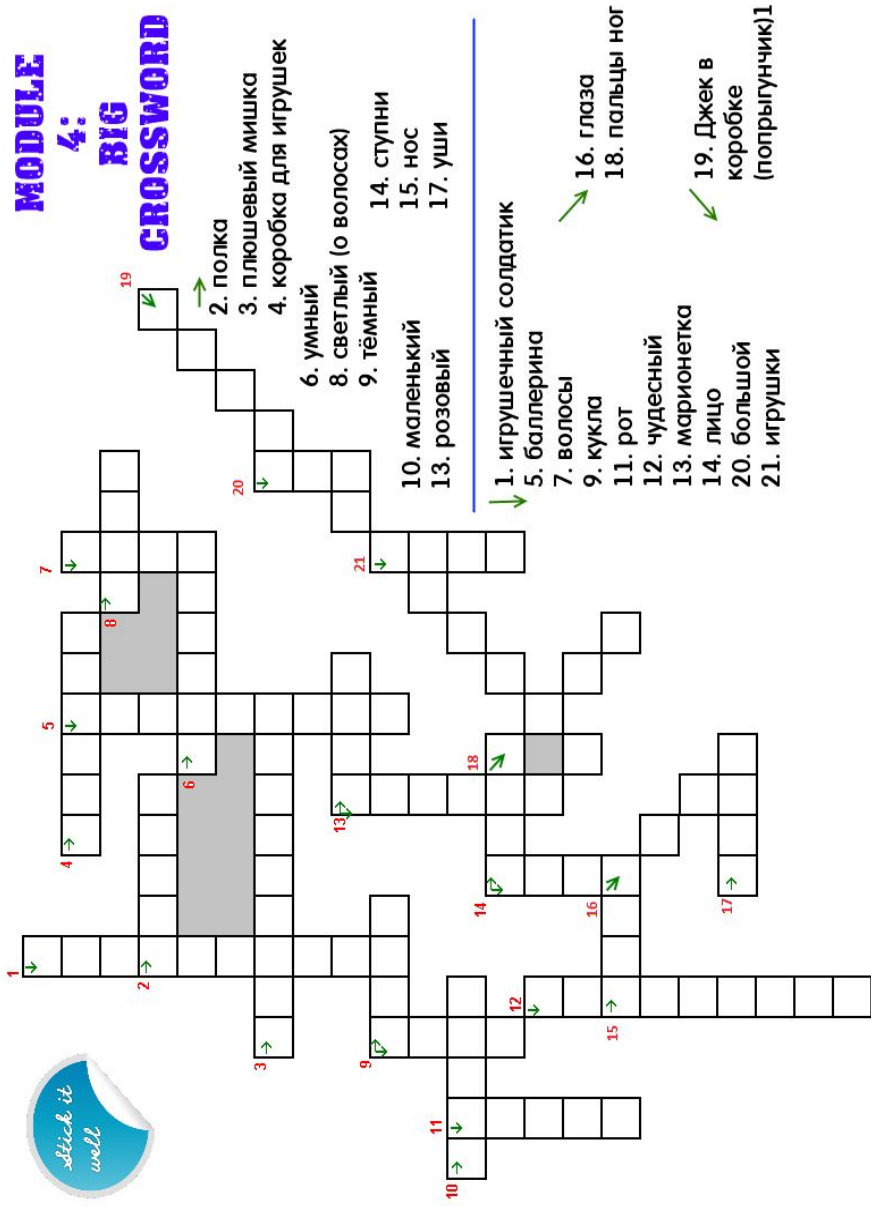 MODULE
4:
BIG
CROSSWORD
2. полка
3. плюшевый мишка
4. коробка для игрушек
6. умный
8. светлый (о волосах)
9. тёмный
10. маленький
13. розовый
14. ступни
15. нос
17. уши
1. игрушечный солдатик
5. баллерина
7. волосы
9. кукла
11. рот
12. чудесный
13. марионетка
14. лицо
20. большой
21. игрушки
16. глаза
18. пальцы ног
19. Джек в
коробке
(попрыгунчик)1
Stick it
well
1
2
3
4
5
6
7
8
9
10
11
12
13
14
15
16
17
18
19
20
21